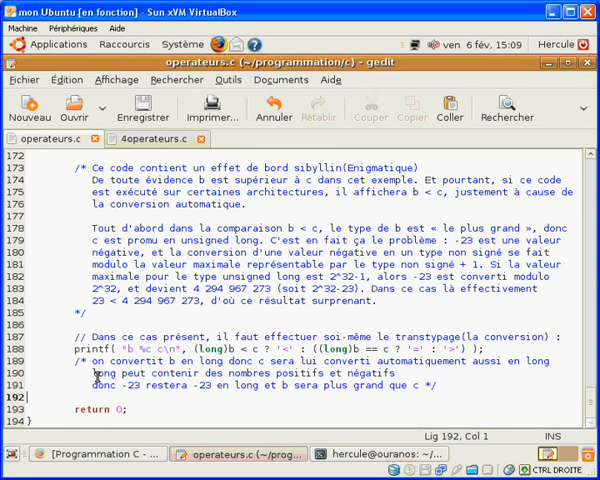 mon Ubuntu [en fonction] - Sun xVM VirtualBox
Machine Périphériques Aide
Applications Raccourcis Système ven 6 fév, 15:09 Hercule
operateurs.c (~/programmation/c) - gedit
Fichier Édition Affichage Rechercher Outils Documents Aide
Nouveau Ouvrir Enregistrer Imprimer... Annuler Rétablir Couper Copier Coller Rechercher
operateurs.c 4operateurs.c
172
173 /* Ce code contient un effet de bord sibyllin(Enigmatique)
174 De toute évidence b est supérieur à c dans cet exemple. Et pourtant, si ce code
175 est exécuté sur certaines architectures, il affichera b < c, justement à cause de
176 la conversion automatique.
177
178 Tout d'abord dans la comparaison b < c, le type de b est « le plus grand », donc
179 c est promu en unsigned long. C'est en fait ça le problème : -23 est une valeur
180 négative, et la conversion d'une valeur négative en un type non signé se fait
181 modulo la valeur maximale représentable par le type non signé + 1. Si la valeur
182 maximale pour le type unsigned long est 2^32-1, alors -23 est converti modulo
183 2^32, et devient 4 294 967 273 (soit 2^32-23). Dans ce cas là effectivement
184 23 < 4 294 967 273, d'où ce résultat surprenant.
185 */
186
187 // Dans ce cas présent, il faut effectuer soi-même le transtypage(la conversion) :
188 printf( "b %c c\n", (long)b < c ? '<' : ((long)b == c ? '=' : '>') );
189 /* on convertit b en long donc c sera lui converti automatiquement aussi en long
190 long peut contenir des nombres positifs et négatifs
191 donc -23 restera -23 en long et b sera plus grand que c */
192
193 return 0;
194 }
Lig 192, Col 1 INS
[Programmation C - ... operateurs.c (~/prog... hercule@ouranos: ~/...
CTRL DROITE